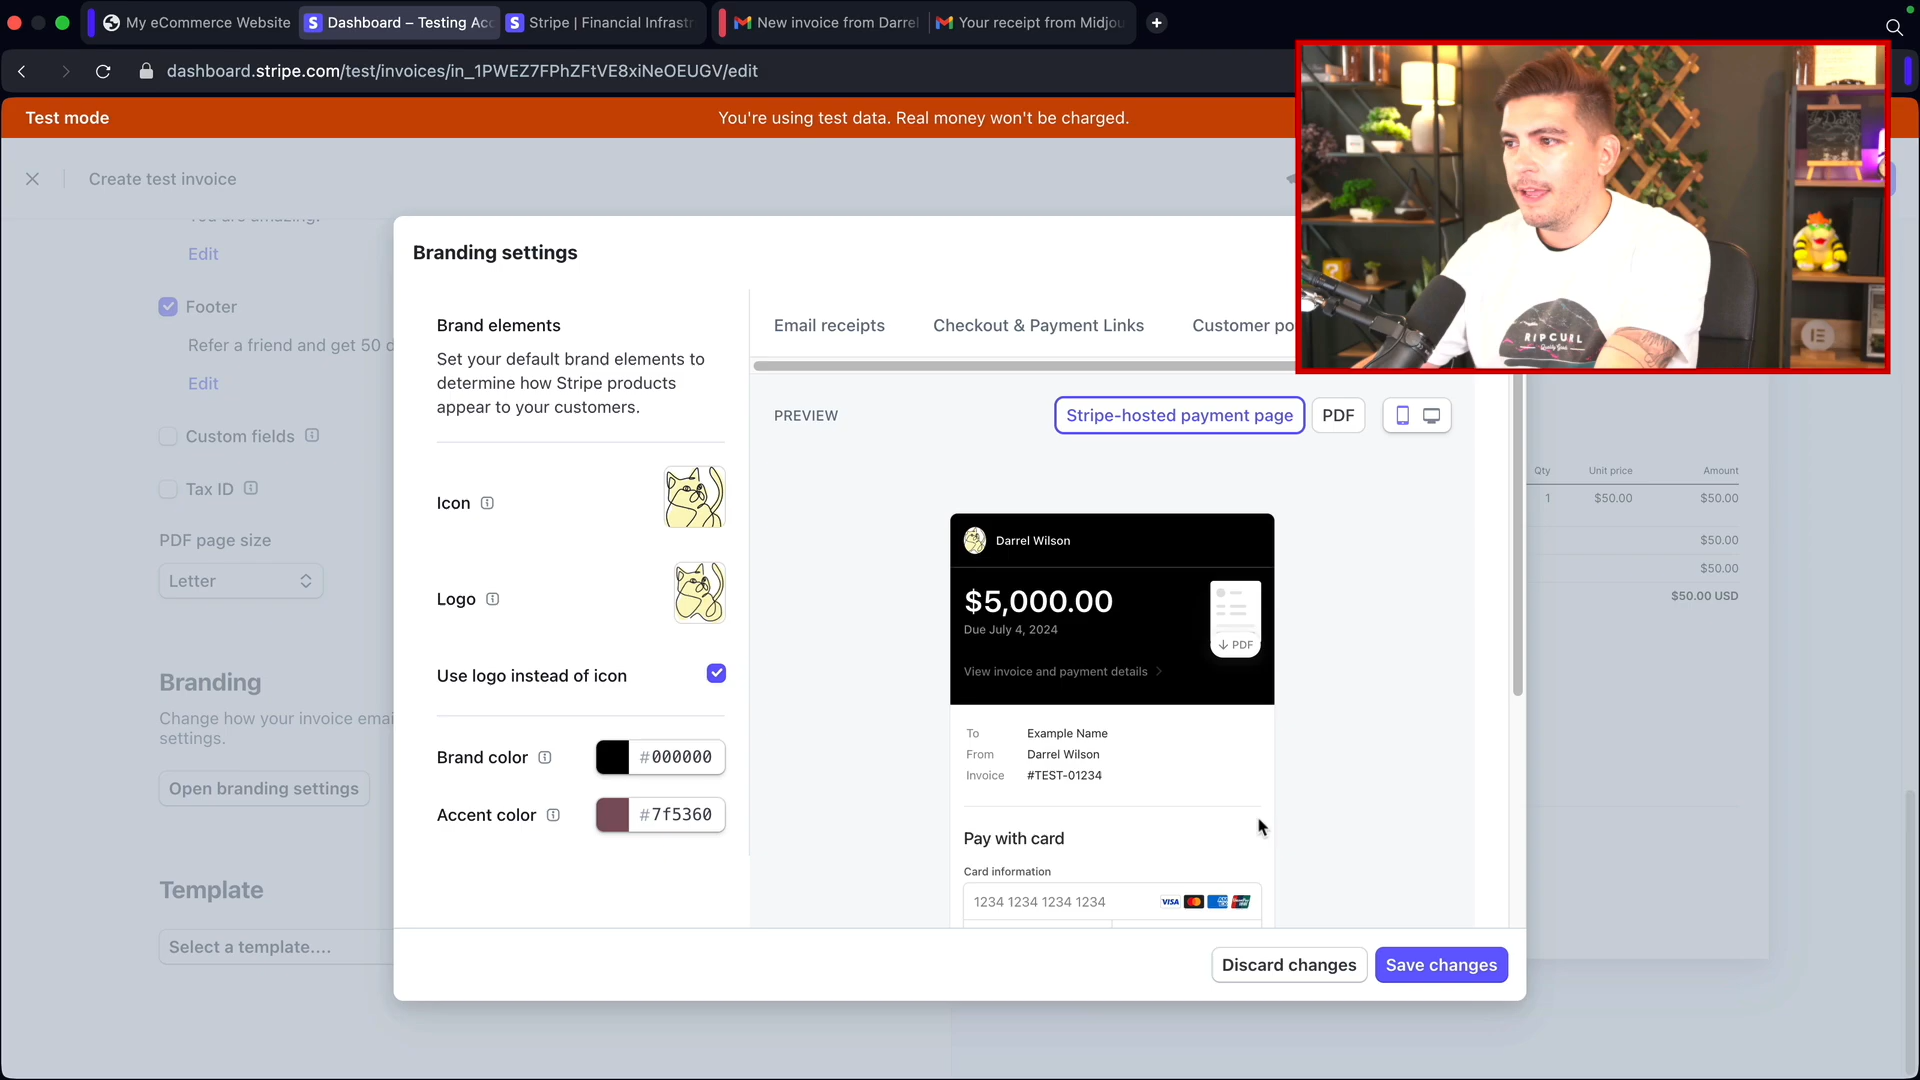 My eCommerce Website
Dashboard – Testing Acc
Stripe | Financial Infrastr
New invoice from Darrel
Your receipt from Midjou
dashboard.stripe.com/test/invoices/in_1PWEZ7FPhZFtVE8xiNeOEUGV/edit
Test mode
You're using test data. Real money won't be charged.
Create test invoice
You are amazing.
Edit
Footer
Refer a friend and get 50 d
Edit
Custom fields
Tax ID
PDF page size
Letter
Branding
Change how your invoice emai
settings.
Open branding settings
Template
Select a template....
Branding settings
Brand elements
Set your default brand elements to
determine how Stripe products
appear to your customers.
Icon
Logo
Use logo instead of icon
Brand color
#000000
Accent color
#7f5360
Email receipts
Checkout & Payment Links
Customer po
PREVIEW
Stripe-hosted payment page
PDF
Darrel Wilson
$5,000.00
Due July 4, 2024
PDF
View invoice and payment details
To Example Name
From Darrel Wilson
Invoice #TEST-01234
Pay with card
Card information
1234 1234 1234 1234
VISA
Discard changes
Save changes
Qty Unit price Amount
1 $50.00 $50.00
$50.00
$50.00
$50.00 USD
RIPCURL